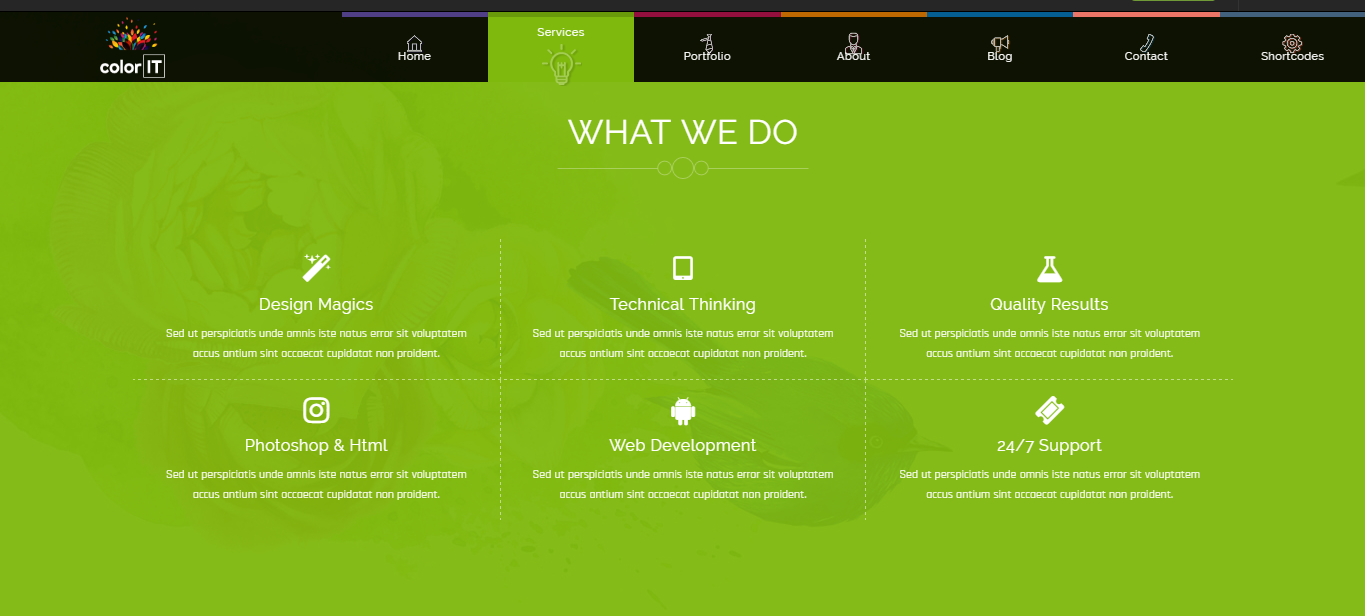 color IT
Home
Services
Portfolio
About
Blog
Contact
Shortcodes
WHAT WE DO
Design Magics
Sed ut perspiciatis unde omnis iste natus error sit voluptatem
accus antium sint occaecat cupidatat non proident.
Technical Thinking
Sed ut perspiciatis unde omnis iste natus error sit voluptatem
accus antium sint occaecat cupidatat non proident.
Quality Results
Sed ut perspiciatis unde omnis iste natus error sit voluptatem
accus antium sint occaecat cupidatat non proident.
Photoshop & Html
Sed ut perspiciatis unde omnis iste natus error sit voluptatem
accus antium sint occaecat cupidatat non proident.
Web Development
Sed ut perspiciatis unde omnis iste natus error sit voluptatem
accus antium sint occaecat cupidatat non proident.
24/7 Support
Sed ut perspiciatis unde omnis iste natus error sit voluptatem
accus antium sint occaecat cupidatat non proident.